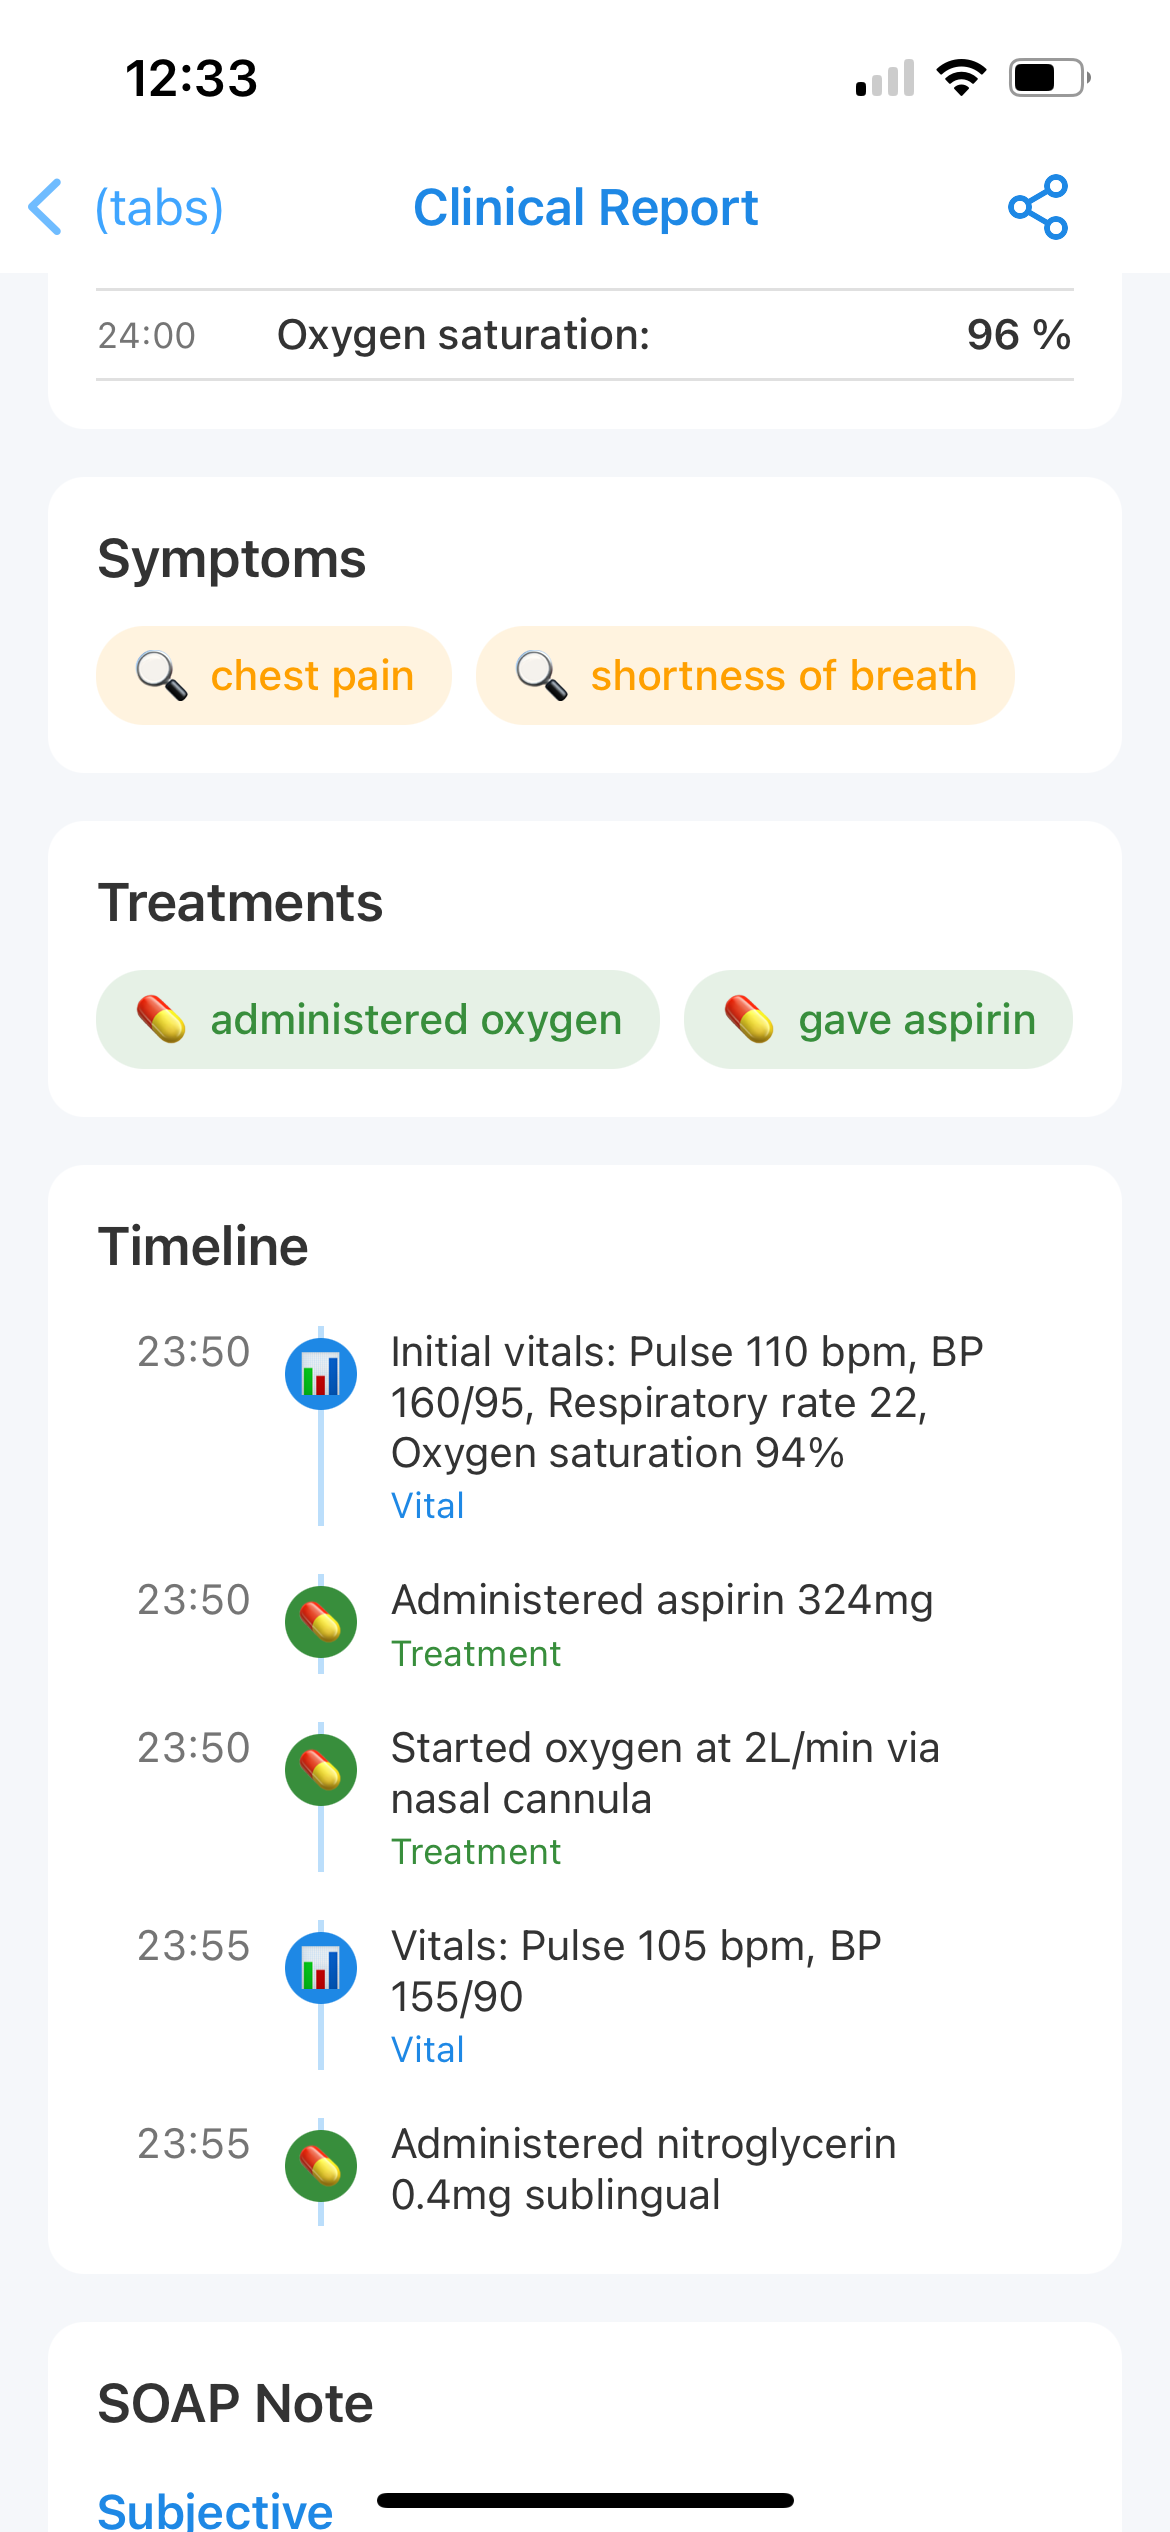 12:33
(tabs)
Clinical Report
24:00 Oxygen saturation: 96 %
Symptoms
chest pain
shortness of breath
Treatments
administered oxygen
gave aspirin
Timeline
23:50 Initial vitals: Pulse 110 bpm, BP
160/95, Respiratory rate 22,
Oxygen saturation 94%
Vital
23:50 Administered aspirin 324mg
Treatment
23:50 Started oxygen at 2L/min via
nasal cannula
Treatment
23:55 Vitals: Pulse 105 bpm, BP
155/90
Vital
23:55 Administered nitroglycerin
0.4mg sublingual
SOAP Note
Subjective